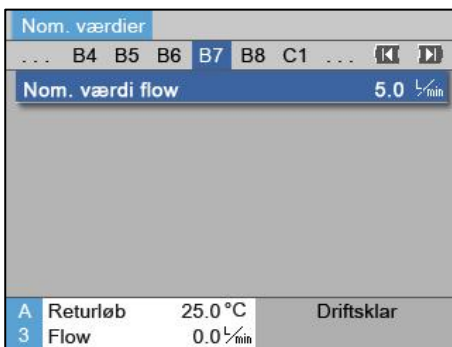 Nom. værdier
... B4 B5 B6 B7 B8 C1 ...
Nom. værdi flow 5.0 L/min
A Returløb 25.0 °C Driftsklar
3 Flow 0.0 L/min